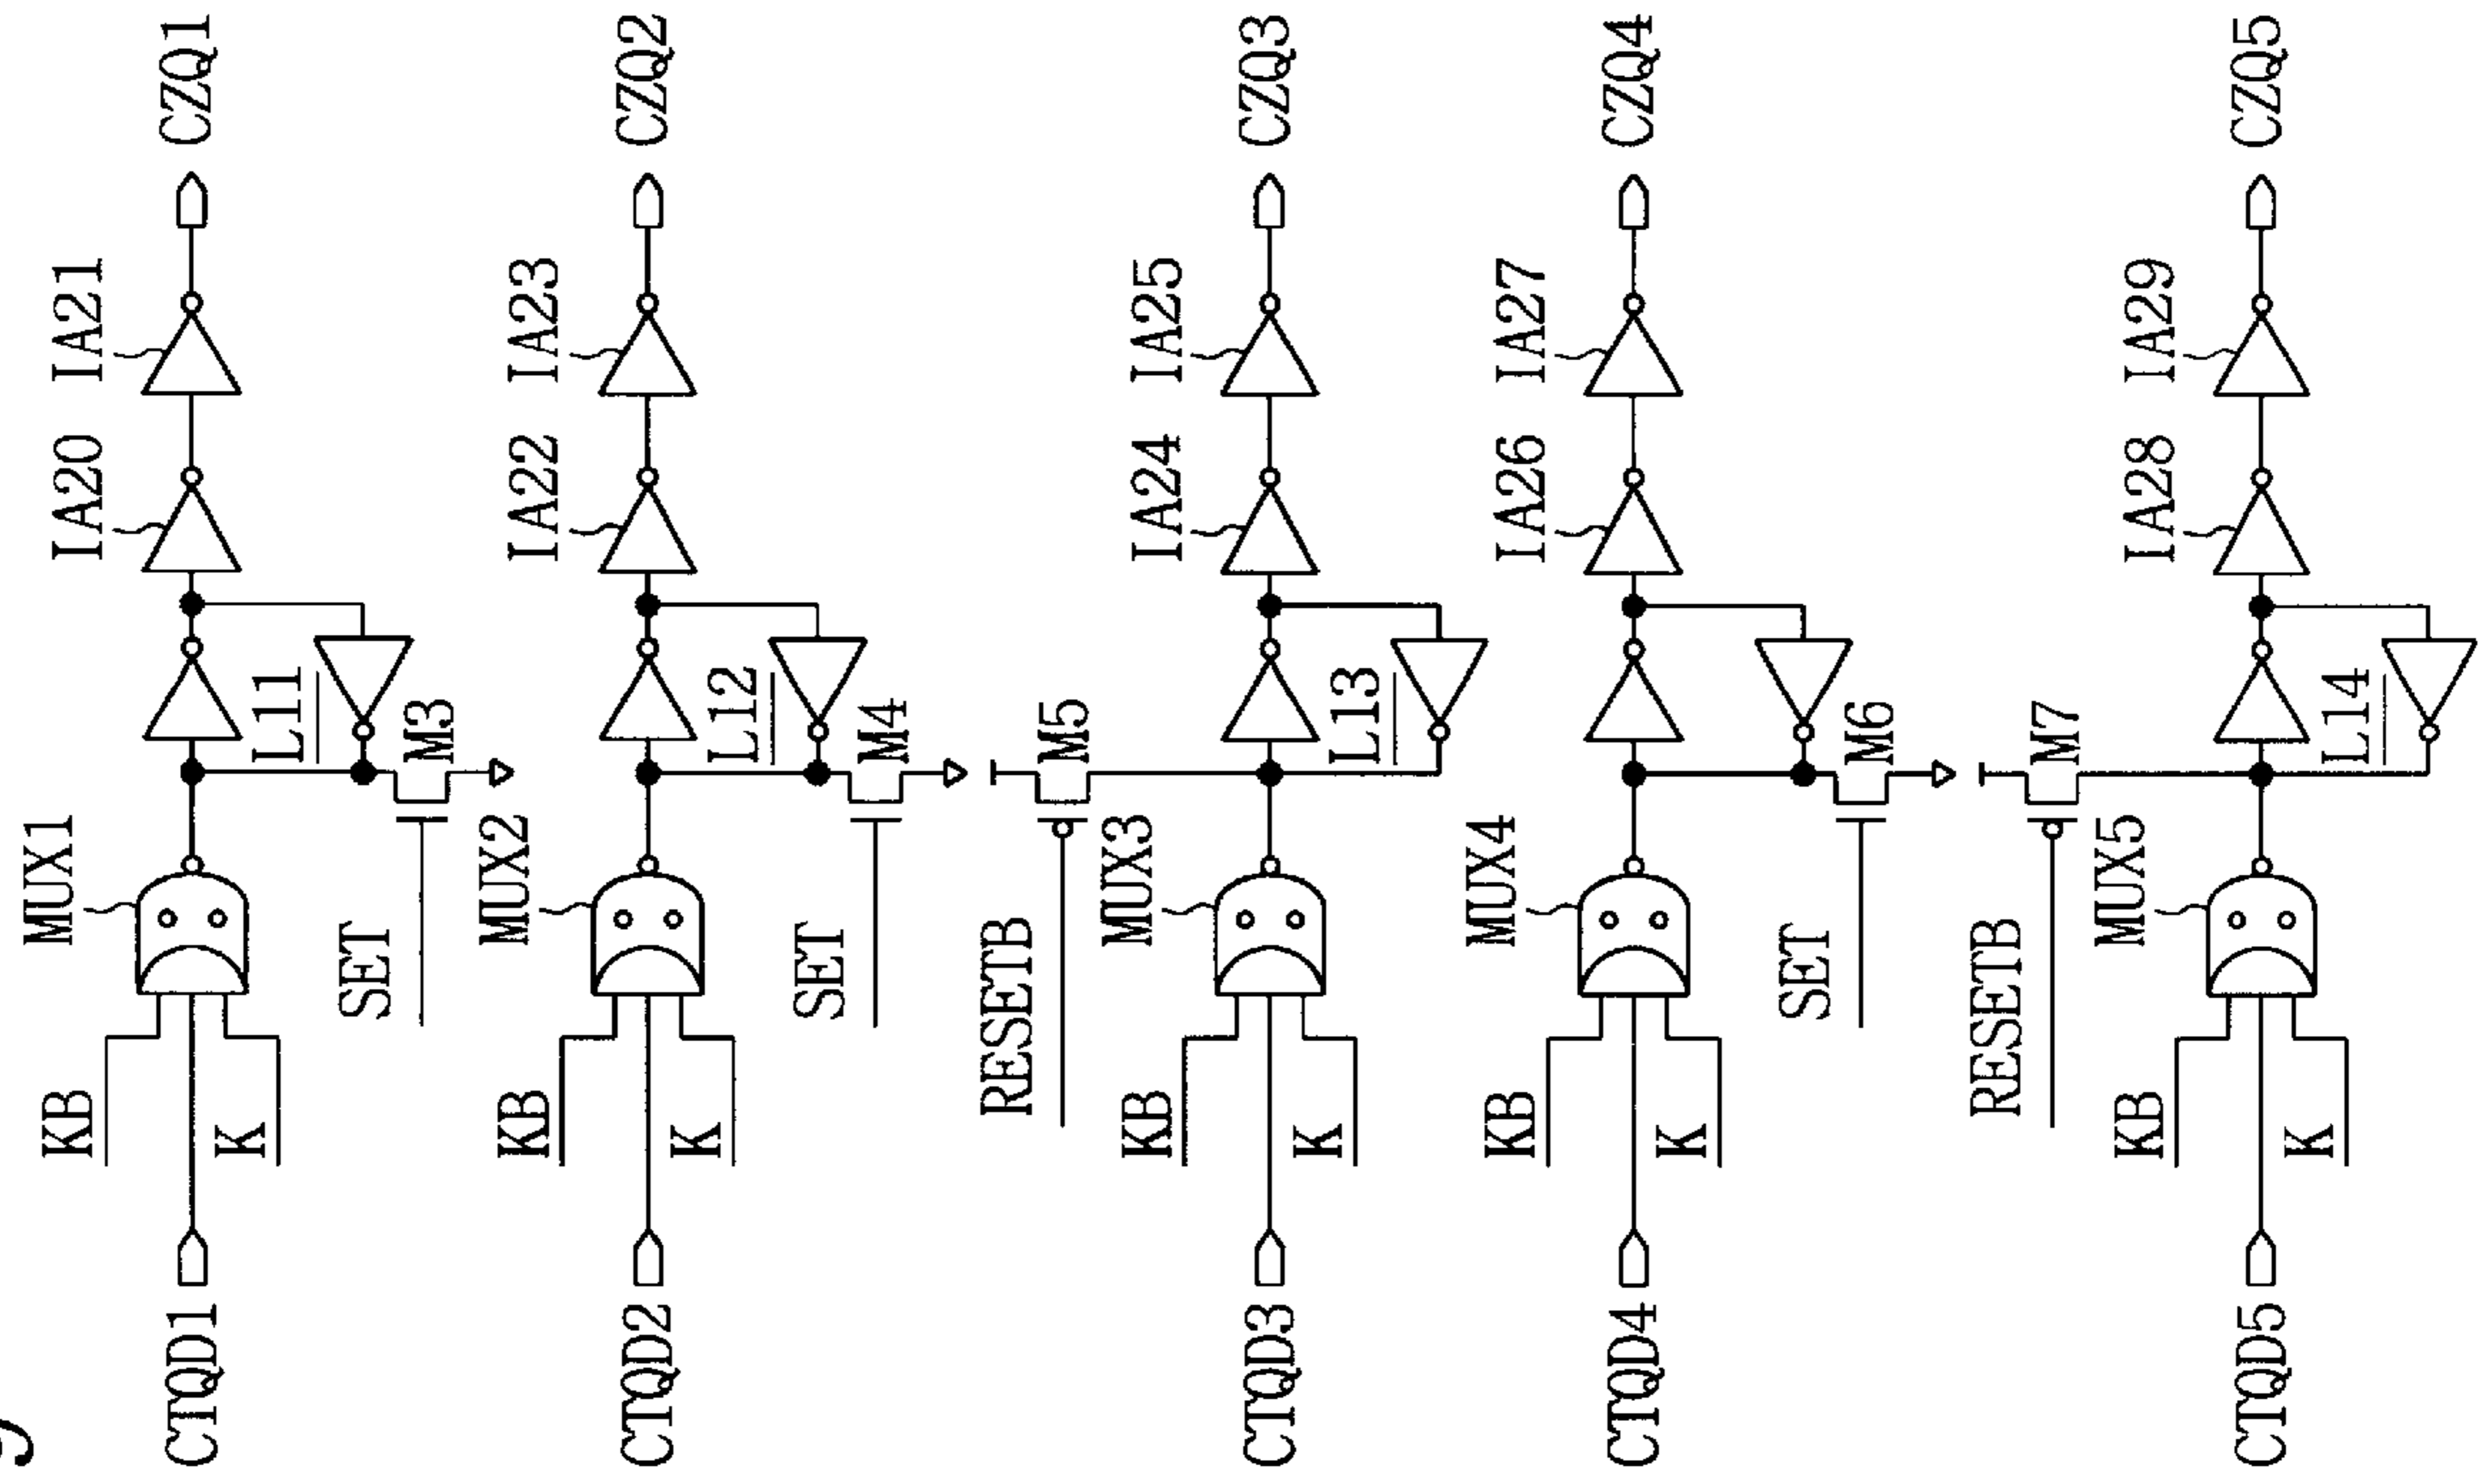 CTQD1
KB
K
MUX1
SET
L11
M3
IA20
IA21
CZQ1
CTQD2
KB
K
MUX2
SET
L12
M4
IA22
IA23
CZQ2
RESETB
M5
CTQD3
KB
K
MUX3
L13
IA24
IA25
CZQ3
CTQD4
KB
K
MUX4
SET
M6
IA26
IA27
CZQ4
RESETB
M7
CTQD5
KB
K
MUX5
L14
IA28
IA29
CZQ5